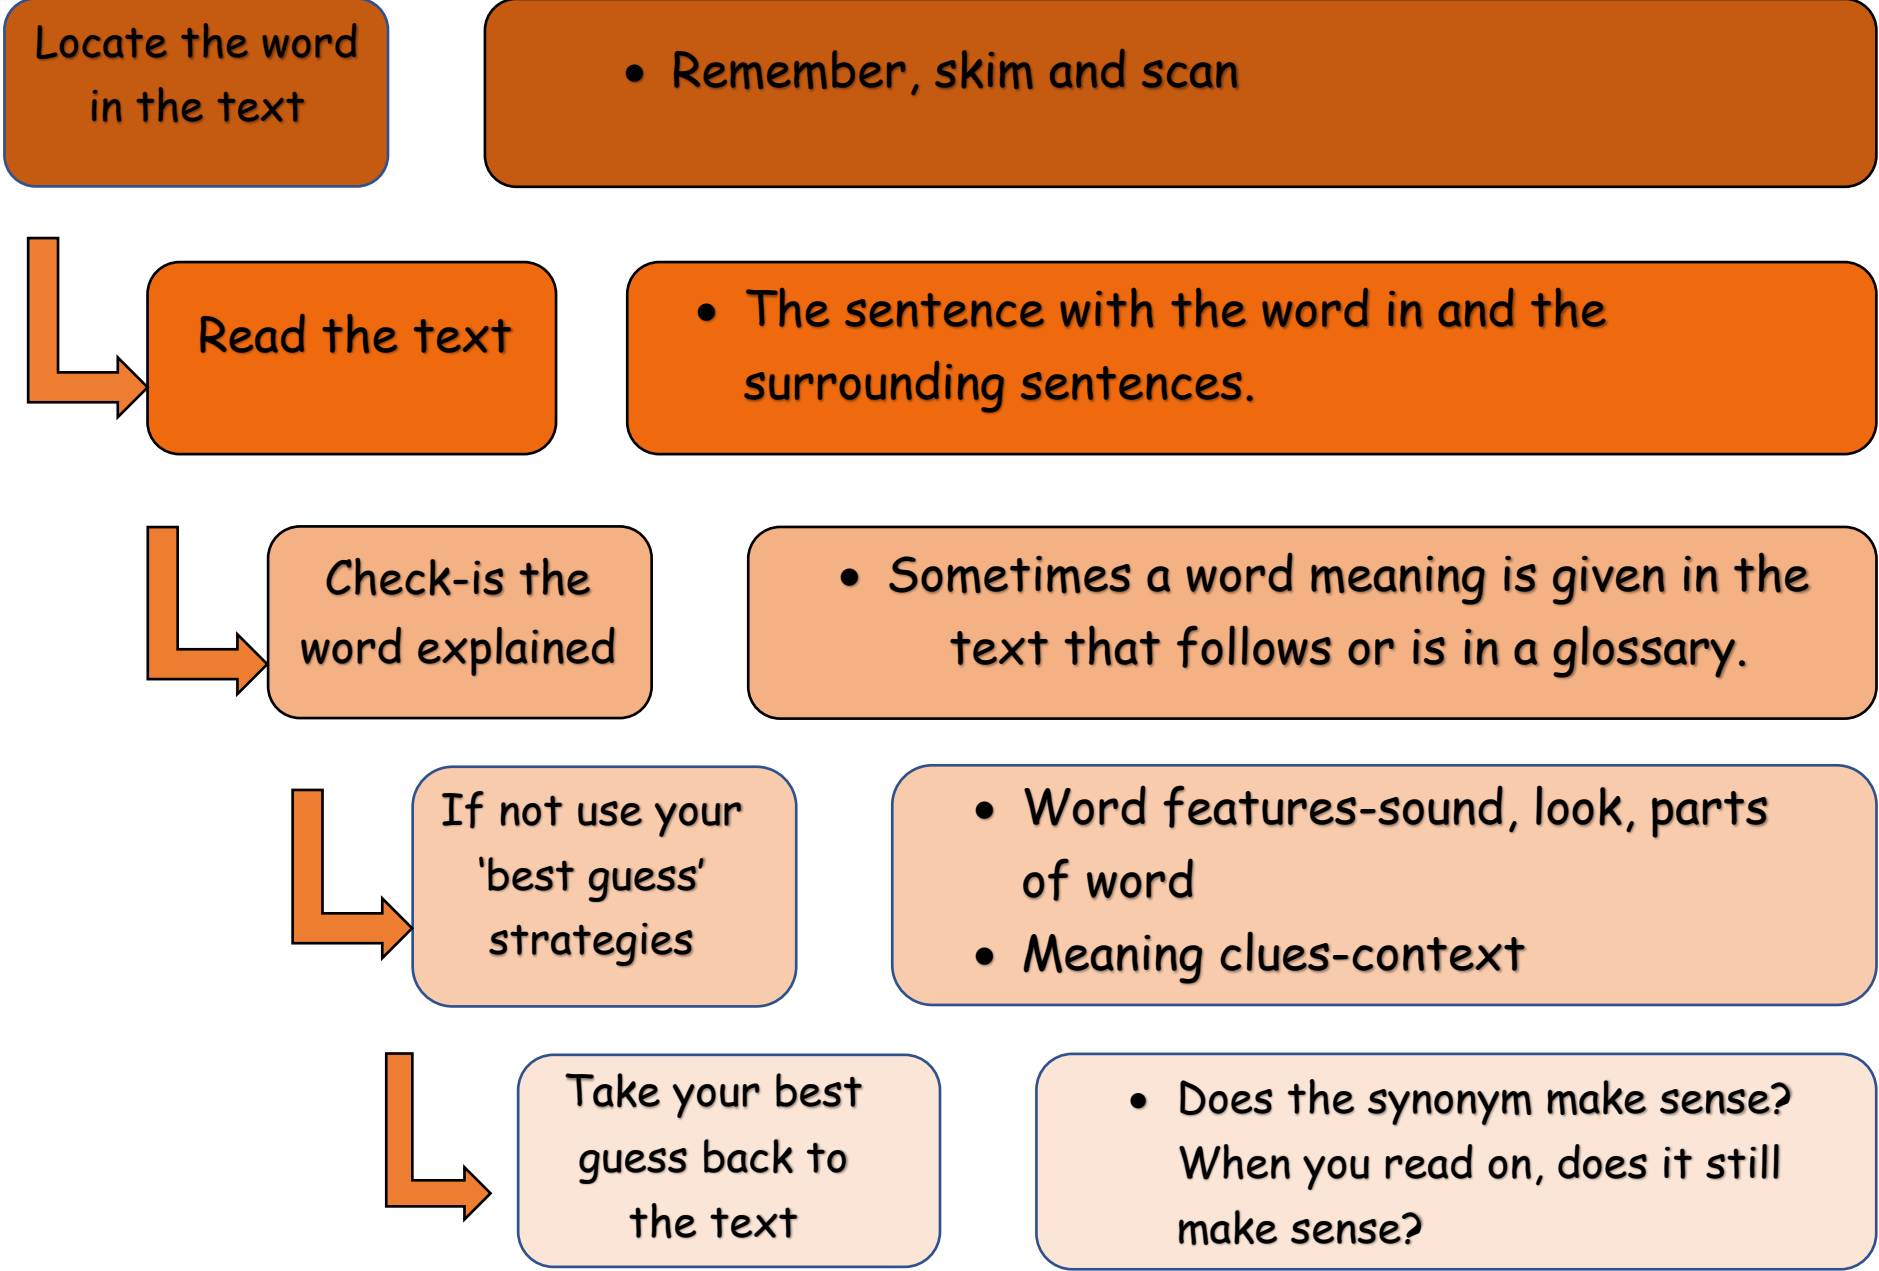 Locate the word
in the text
• Remember, skim and scan
Read the text
• The sentence with the word in and the
surrounding sentences.
Check-is the
word explained
• Sometimes a word meaning is given in the
text that follows or is in a glossary.
If not use your
‘best guess’
strategies
• Word features-sound, look, parts
of word
• Meaning clues-context
Take your best
guess back to
the text
• Does the synonym make sense?
When you read on, does it still
make sense?